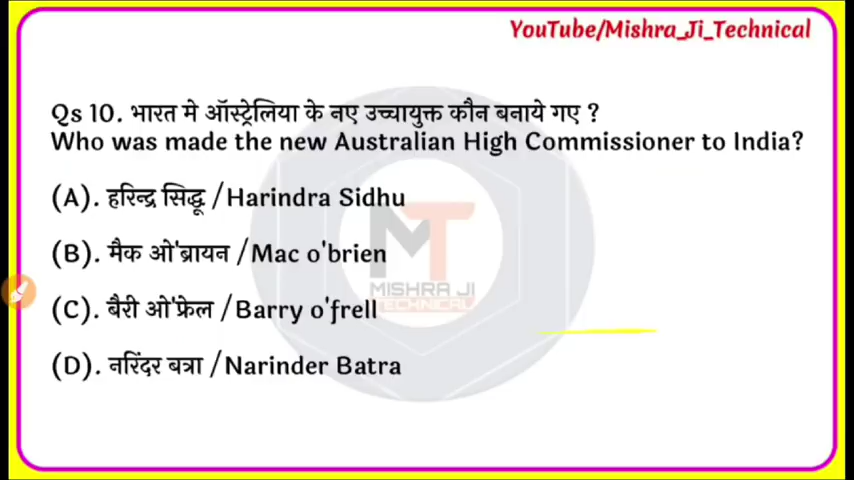 YouTube/Mishra_Ji_Technical
Qs 10. भारत मे ऑस्ट्रेलिया के नए उच्चायुक्त कौन बनाये गए ?
Who was made the new Australian High Commissioner to India?
(A). हरिन्द्र सिद्धू /Harindra Sidhu
(B). मैक ओ'ब्रायन /Mac o'brien
(C). बैरी ओ'फ्रेल /Barry o'frell
(D). नरिंदर बत्रा /Narinder Batra
MT
MISHRA JI
TECHNICAL